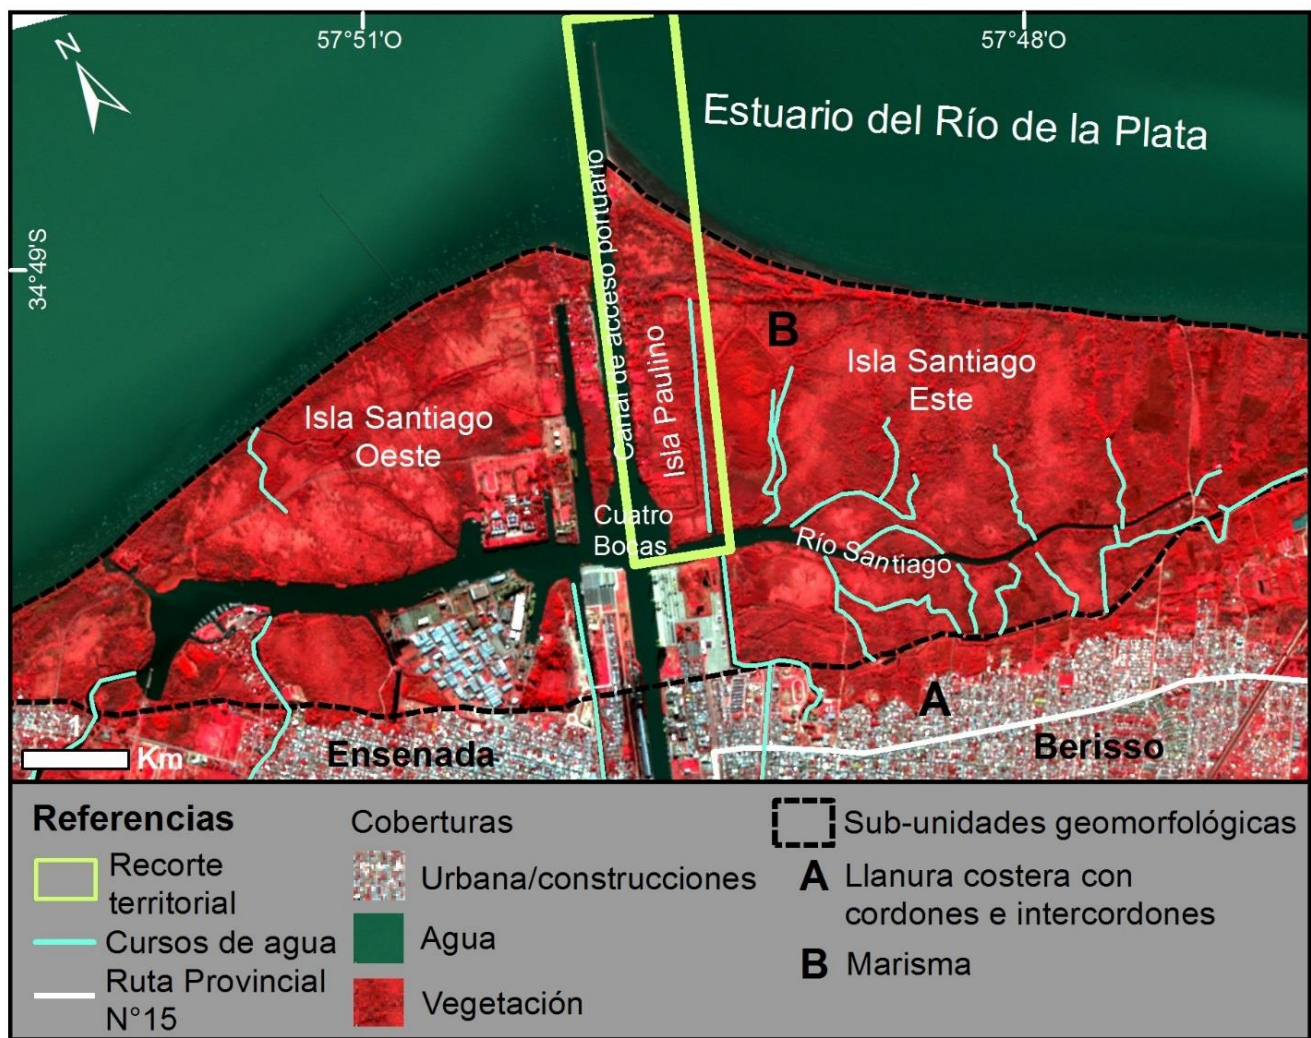 N
57°51'O
57°48'O
Estuario del Río de la Plata
34°49'S
Canal de acceso portuario
Isla Paulino
B
Isla Santiago
Oeste
Isla Santiago
Este
Cuatro
Bocas
Río Santiago
A
1
Km
Ensenada
Berisso
Referencias
Recorte
territorial
Cursos de agua
Ruta Provincial
N°15
Coberturas
Urbana/construcciones
Agua
Vegetación
Sub-unidades geomorfológicas
A Llanura costera con
cordones e intercordones
B Marisma